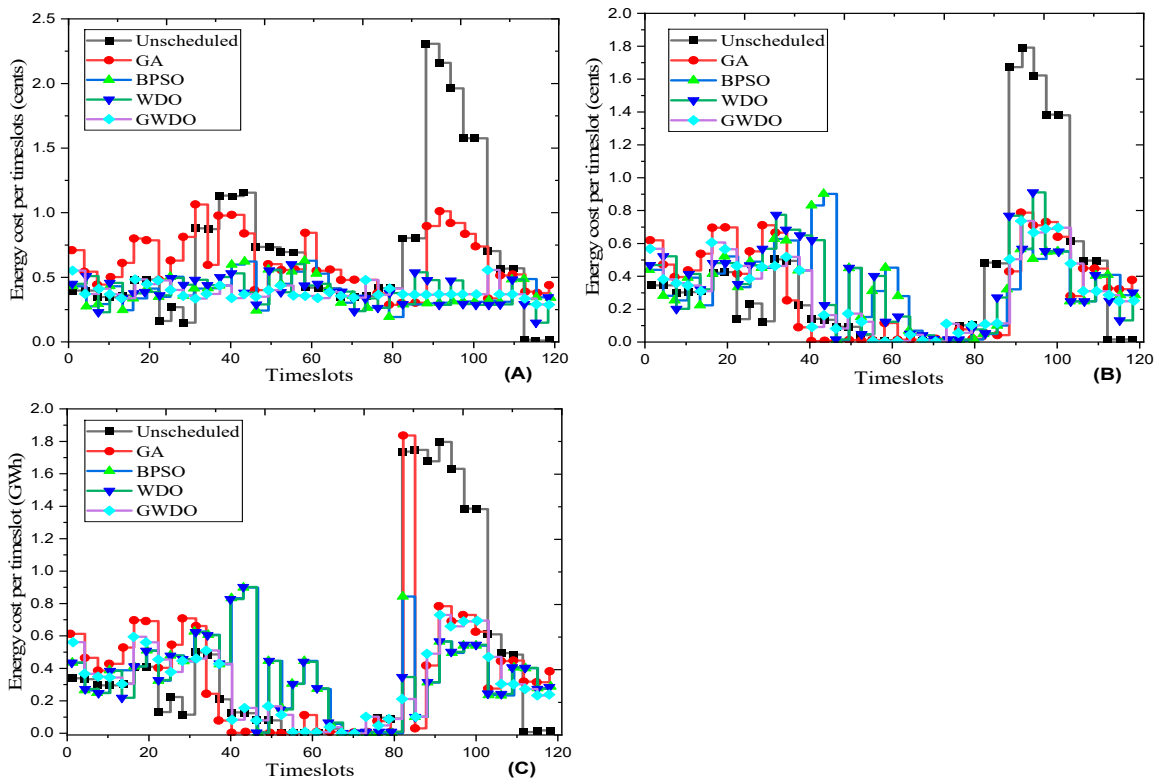 2.5
2.0
1.5
1.0
0.5
0.0
Energy cost per timeslots (cents)
Unscheduled
GA
BPSO
WDO
GWDO
0 20 40 60 80 100 120
Timeslots
(A)
2.0
1.8
1.6
1.4
1.2
1.0
0.8
0.6
0.4
0.2
0.0
Energy cost per timeslot (cents)
Unscheduled
GA
BPSO
WDO
GWDO
0 20 40 60 80 100 120
Timeslots
(B)
2.0
1.8
1.6
1.4
1.2
1.0
0.8
0.6
0.4
0.2
0.0
Energy cost per timeslot (GWh)
Unscheduled
GA
BPSO
WDO
GWDO
0 20 40 60 80 100 120
Timeslots
(C)